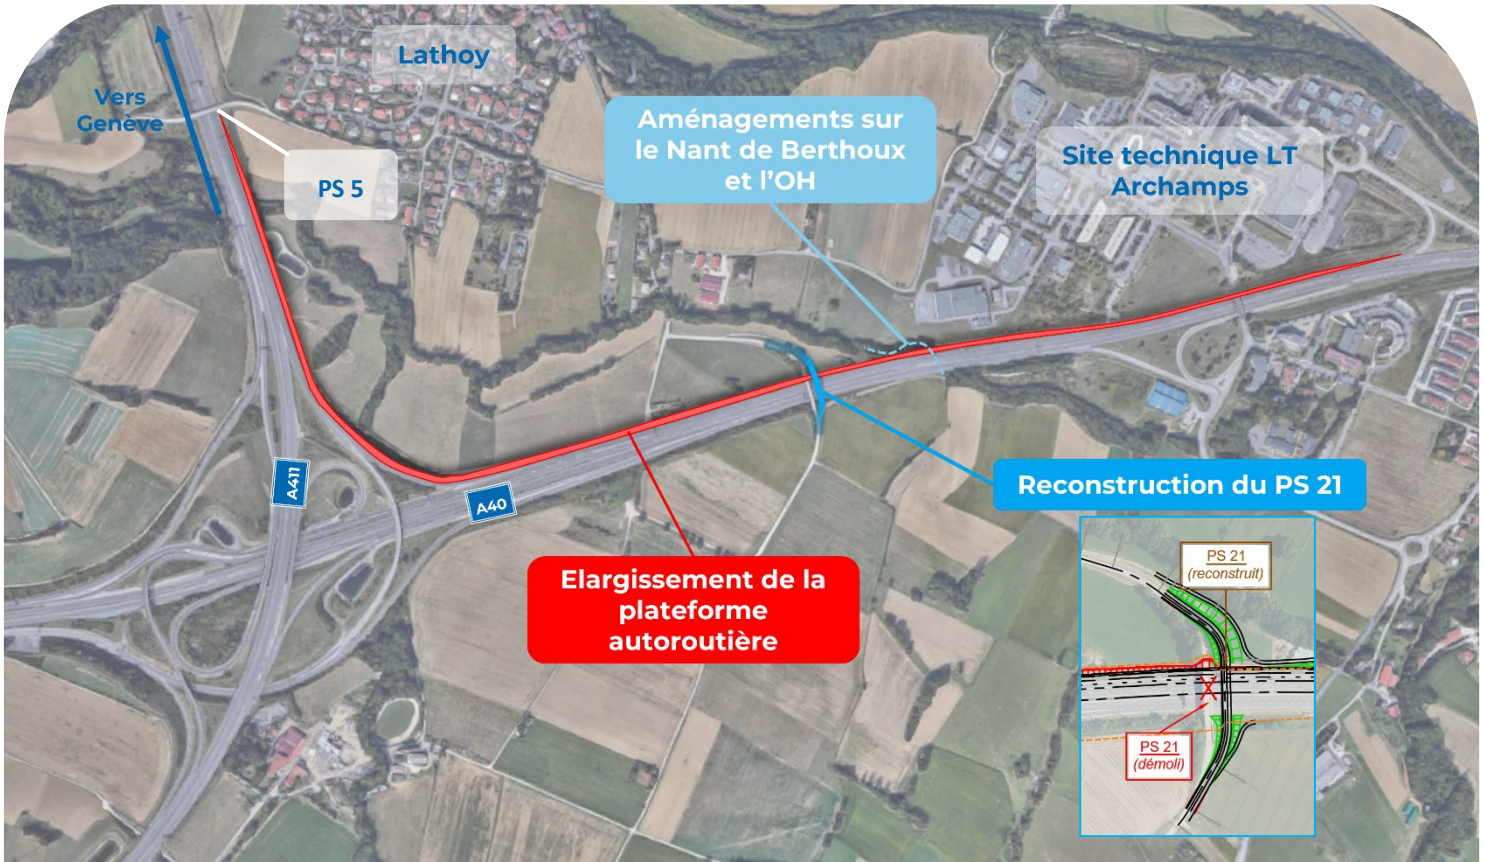 Lathoy
Vers
Genève
PS 5
Aménagements sur
le Nant de Berthoux
et l'OH
Site technique LT
Archamps
A411
A40
Reconstruction du PS 21
Elargissement de la
plateforme
autoroutière
PS 21
(reconstruit)
PS 21
(démoli)